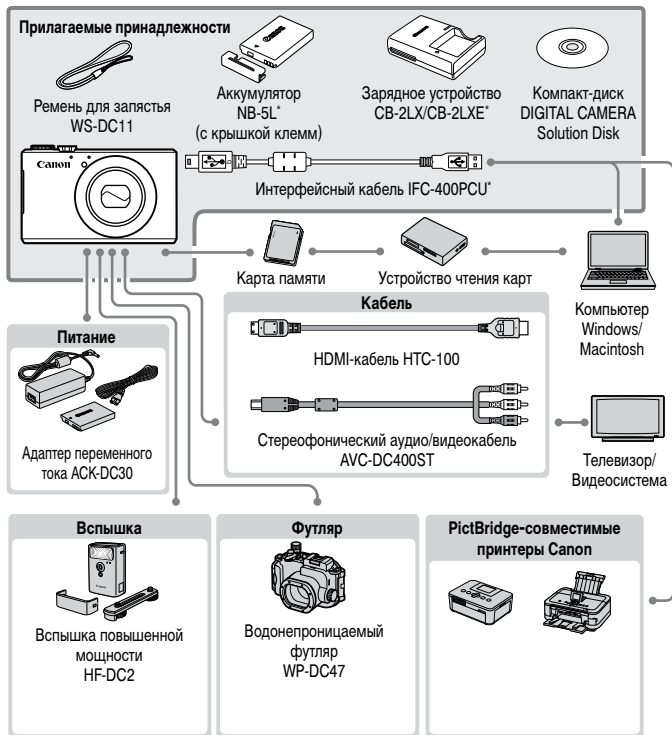 Прилагаемые принадлежности
Ремень для запястья
WS-DC11
Аккумулятор
NB-5L*
(с крышкой клемм)
Зарядное устройство
CB-2LX/CB-2LXE*
Компакт-диск
DIGITAL CAMERA
Solution Disk
Canon
Интерфейсный кабель IFC-400PCU*
Карта памяти
Устройство чтения карт
Компьютер
Windows/
Macintosh
Кабель
HDMI-кабель HTC-100
Стереофонический аудио/видеокабель
AVC-DC400ST
Питание
Адаптер переменного
тока ACK-DC30
Телевизор/
Видеосистема
Вспышка
Вспышка повышенной
мощности
HF-DC2
Футляр
Водонепроницаемый
футляр
WP-DC47
PictBridge-совместимые
принтеры Canon